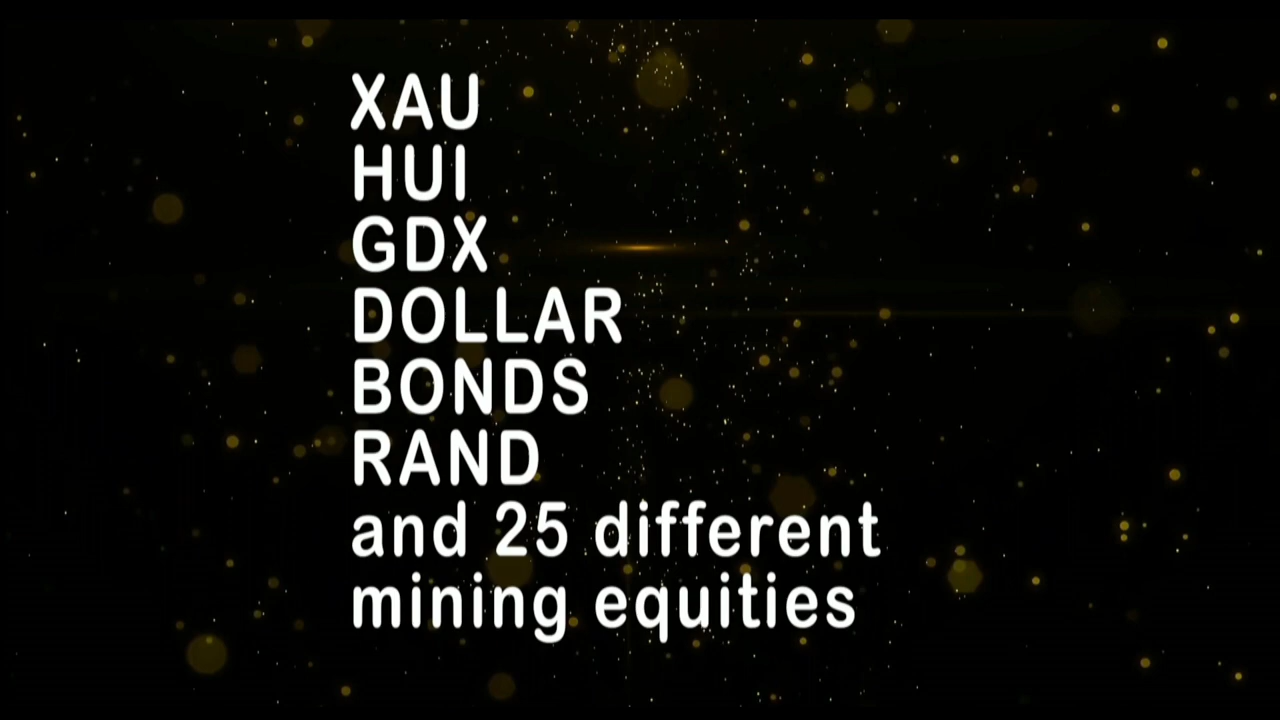 XAU
HUI
GDX
DOLLAR
BONDS
RAND
and 25 different
mining equities